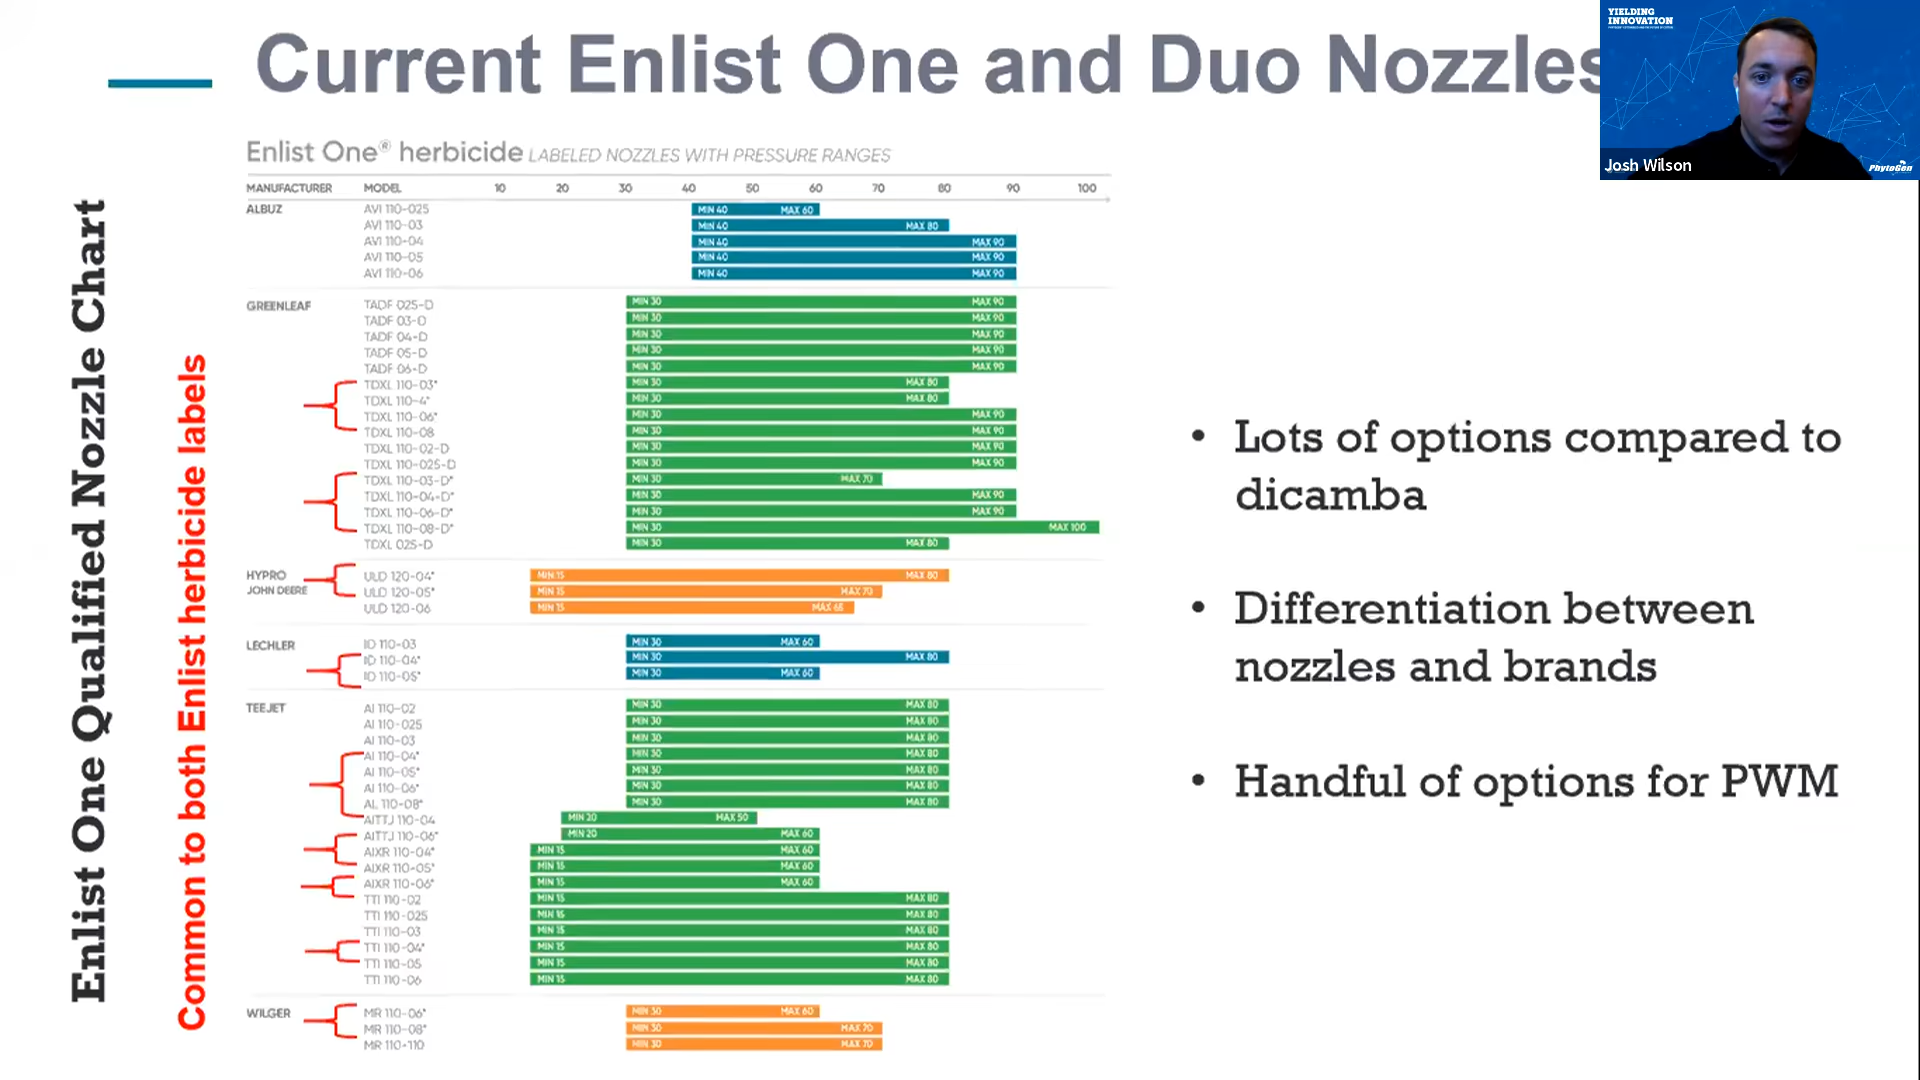 Current Enlist One and Duo Nozzles
YIELDING
INNOVATION
Josh Wilson
PhytoGen
Enlist One Qualified Nozzle Chart
Common to both Enlist herbicide labels
Enlist One® herbicide LABELED NOZZLES WITH PRESSURE RANGES
MANUFACTURER MODEL 10 20 30 40 50 60 70 80 90 100
ALBUZ AVI 110-025 MIN 40 MAX 60
AVI 110-03 MIN 40 MAX 80
AVI 110-04 MIN 40 MAX 90
AVI 110-05 MIN 40 MAX 90
AVI 110-06 MIN 40 MAX 90
GREENLEAF TADF 025-D MIN 30 MAX 90
TADF 03-D MIN 30 MAX 90
TADF 04-D MIN 30 MAX 90
TADF 05-D MIN 30 MAX 90
TADF 06-D MIN 30 MAX 90
TDXL 110-03* MIN 30 MAX 80
TDXL 110-4* MIN 30 MAX 80
TDXL 110-06* MIN 30 MAX 90
TDXL 110-08 MIN 30 MAX 90
TDXL 110-02-D MIN 30 MAX 90
TDXL 110-025-D MIN 30 MAX 90
TDXL 110-03-D* MIN 30 MAX 70
TDXL 110-04-D* MIN 30 MAX 90
TDXL 110-06-D* MIN 30 MAX 90
TDXL 110-08-D* MIN 30 MAX 100
TDXL 025-D MIN 30 MAX 80
HYPRO ULD 120-04* MIN 15 MAX 80
JOHN DEERE ULD 120-05* MIN 15 MAX 70
ULD 120-06 MIN 15 MAX 65
LECHLER ID 110-03 MIN 30 MAX 60
ID 110-04* MIN 30 MAX 80
ID 110-05* MIN 30 MAX 60
TEEJET AI 110-02 MIN 30 MAX 80
AI 110-025 MIN 30 MAX 80
AI 110-03 MIN 30 MAX 80
AI 110-04* MIN 30 MAX 80
AI 110-05* MIN 30 MAX 80
AI 110-06* MIN 30 MAX 80
AI. 110-08* MIN 30 MAX 80
AITTJ 110-04 MIN 20 MAX 50
AITTJ 110-06* MIN 20 MAX 60
AIXR 110-04* MIN 15 MAX 60
AIXR 110-05* MIN 15 MAX 60
AIXR 110-06* MIN 15 MAX 60
TTI 110-02 MIN 15 MAX 80
TTI 110-025 MIN 15 MAX 80
TTI 110-03 MIN 15 MAX 80
TTI 110-04* MIN 15 MAX 80
TTI 110-05 MIN 15 MAX 80
TTI 110-06 MIN 15 MAX 80
WILGER MR 110-06* MIN 30 MAX 60
MR 110-08* MIN 30 MAX 70
MR 110-110 MIN 30 MAX 70
• Lots of options compared to
dicamba
• Differentiation between
nozzles and brands
• Handful of options for PWM